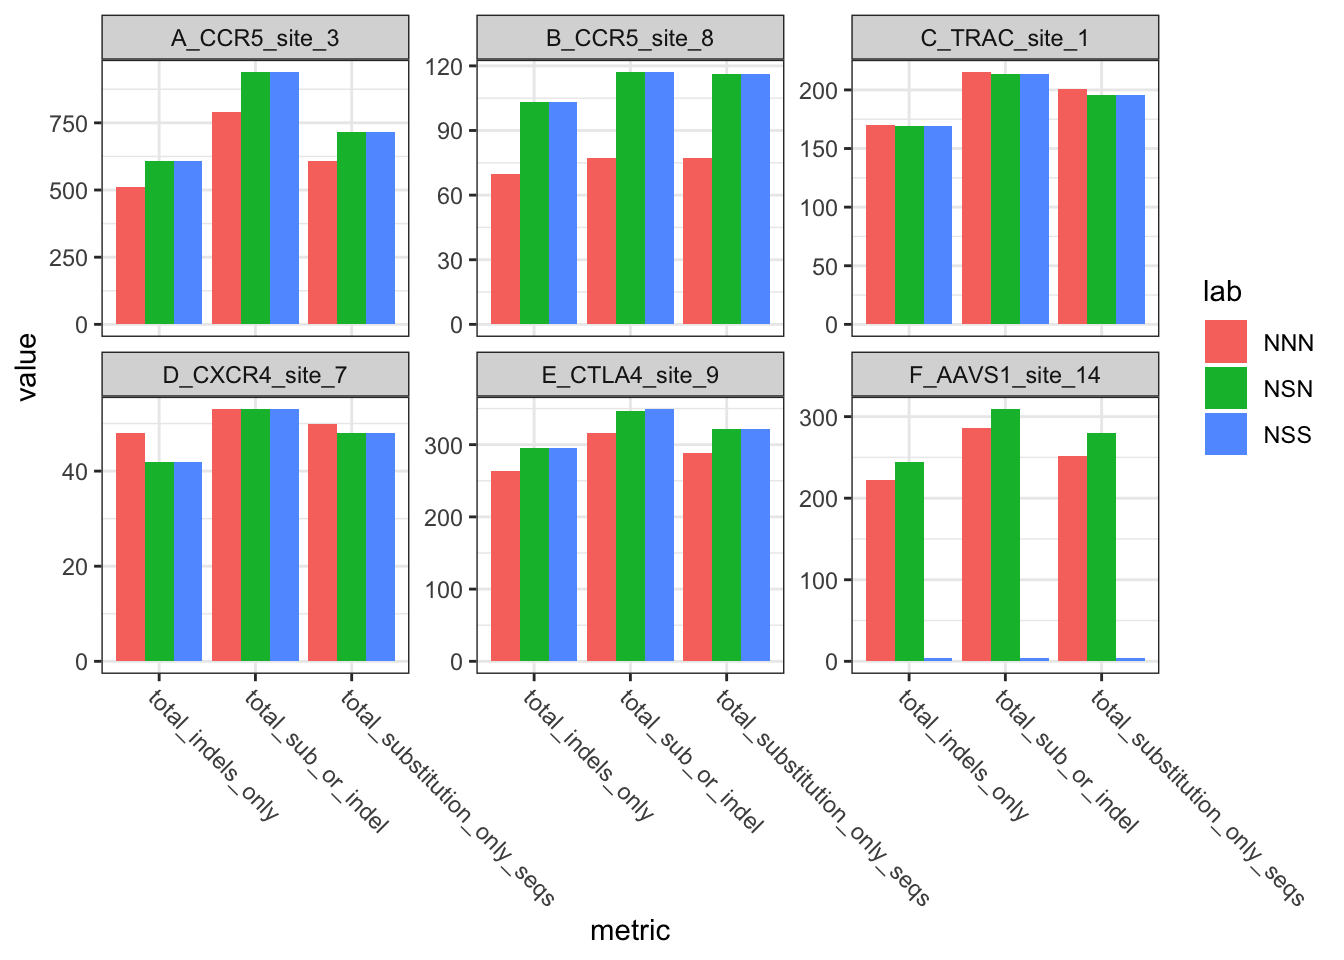 A_CCR5_site_3
B_CCR5_site_8
C_TRAC_site_1
750
500
250
0
120
90
60
30
0
200
150
100
50
0
D_CXCR4_site_7
E_CTLA4_site_9
F_AAVS1_site_14
40
20
0
300
200
100
0
300
200
100
0
total_indels_only
total_sub_or_indel
total_substitution_only_seqs
total_indels_only
total_sub_or_indel
total_substitution_only_seqs
total_indels_only
total_sub_or_indel
total_substitution_only_seqs
value
metric
lab
NNN
NSN
NSS